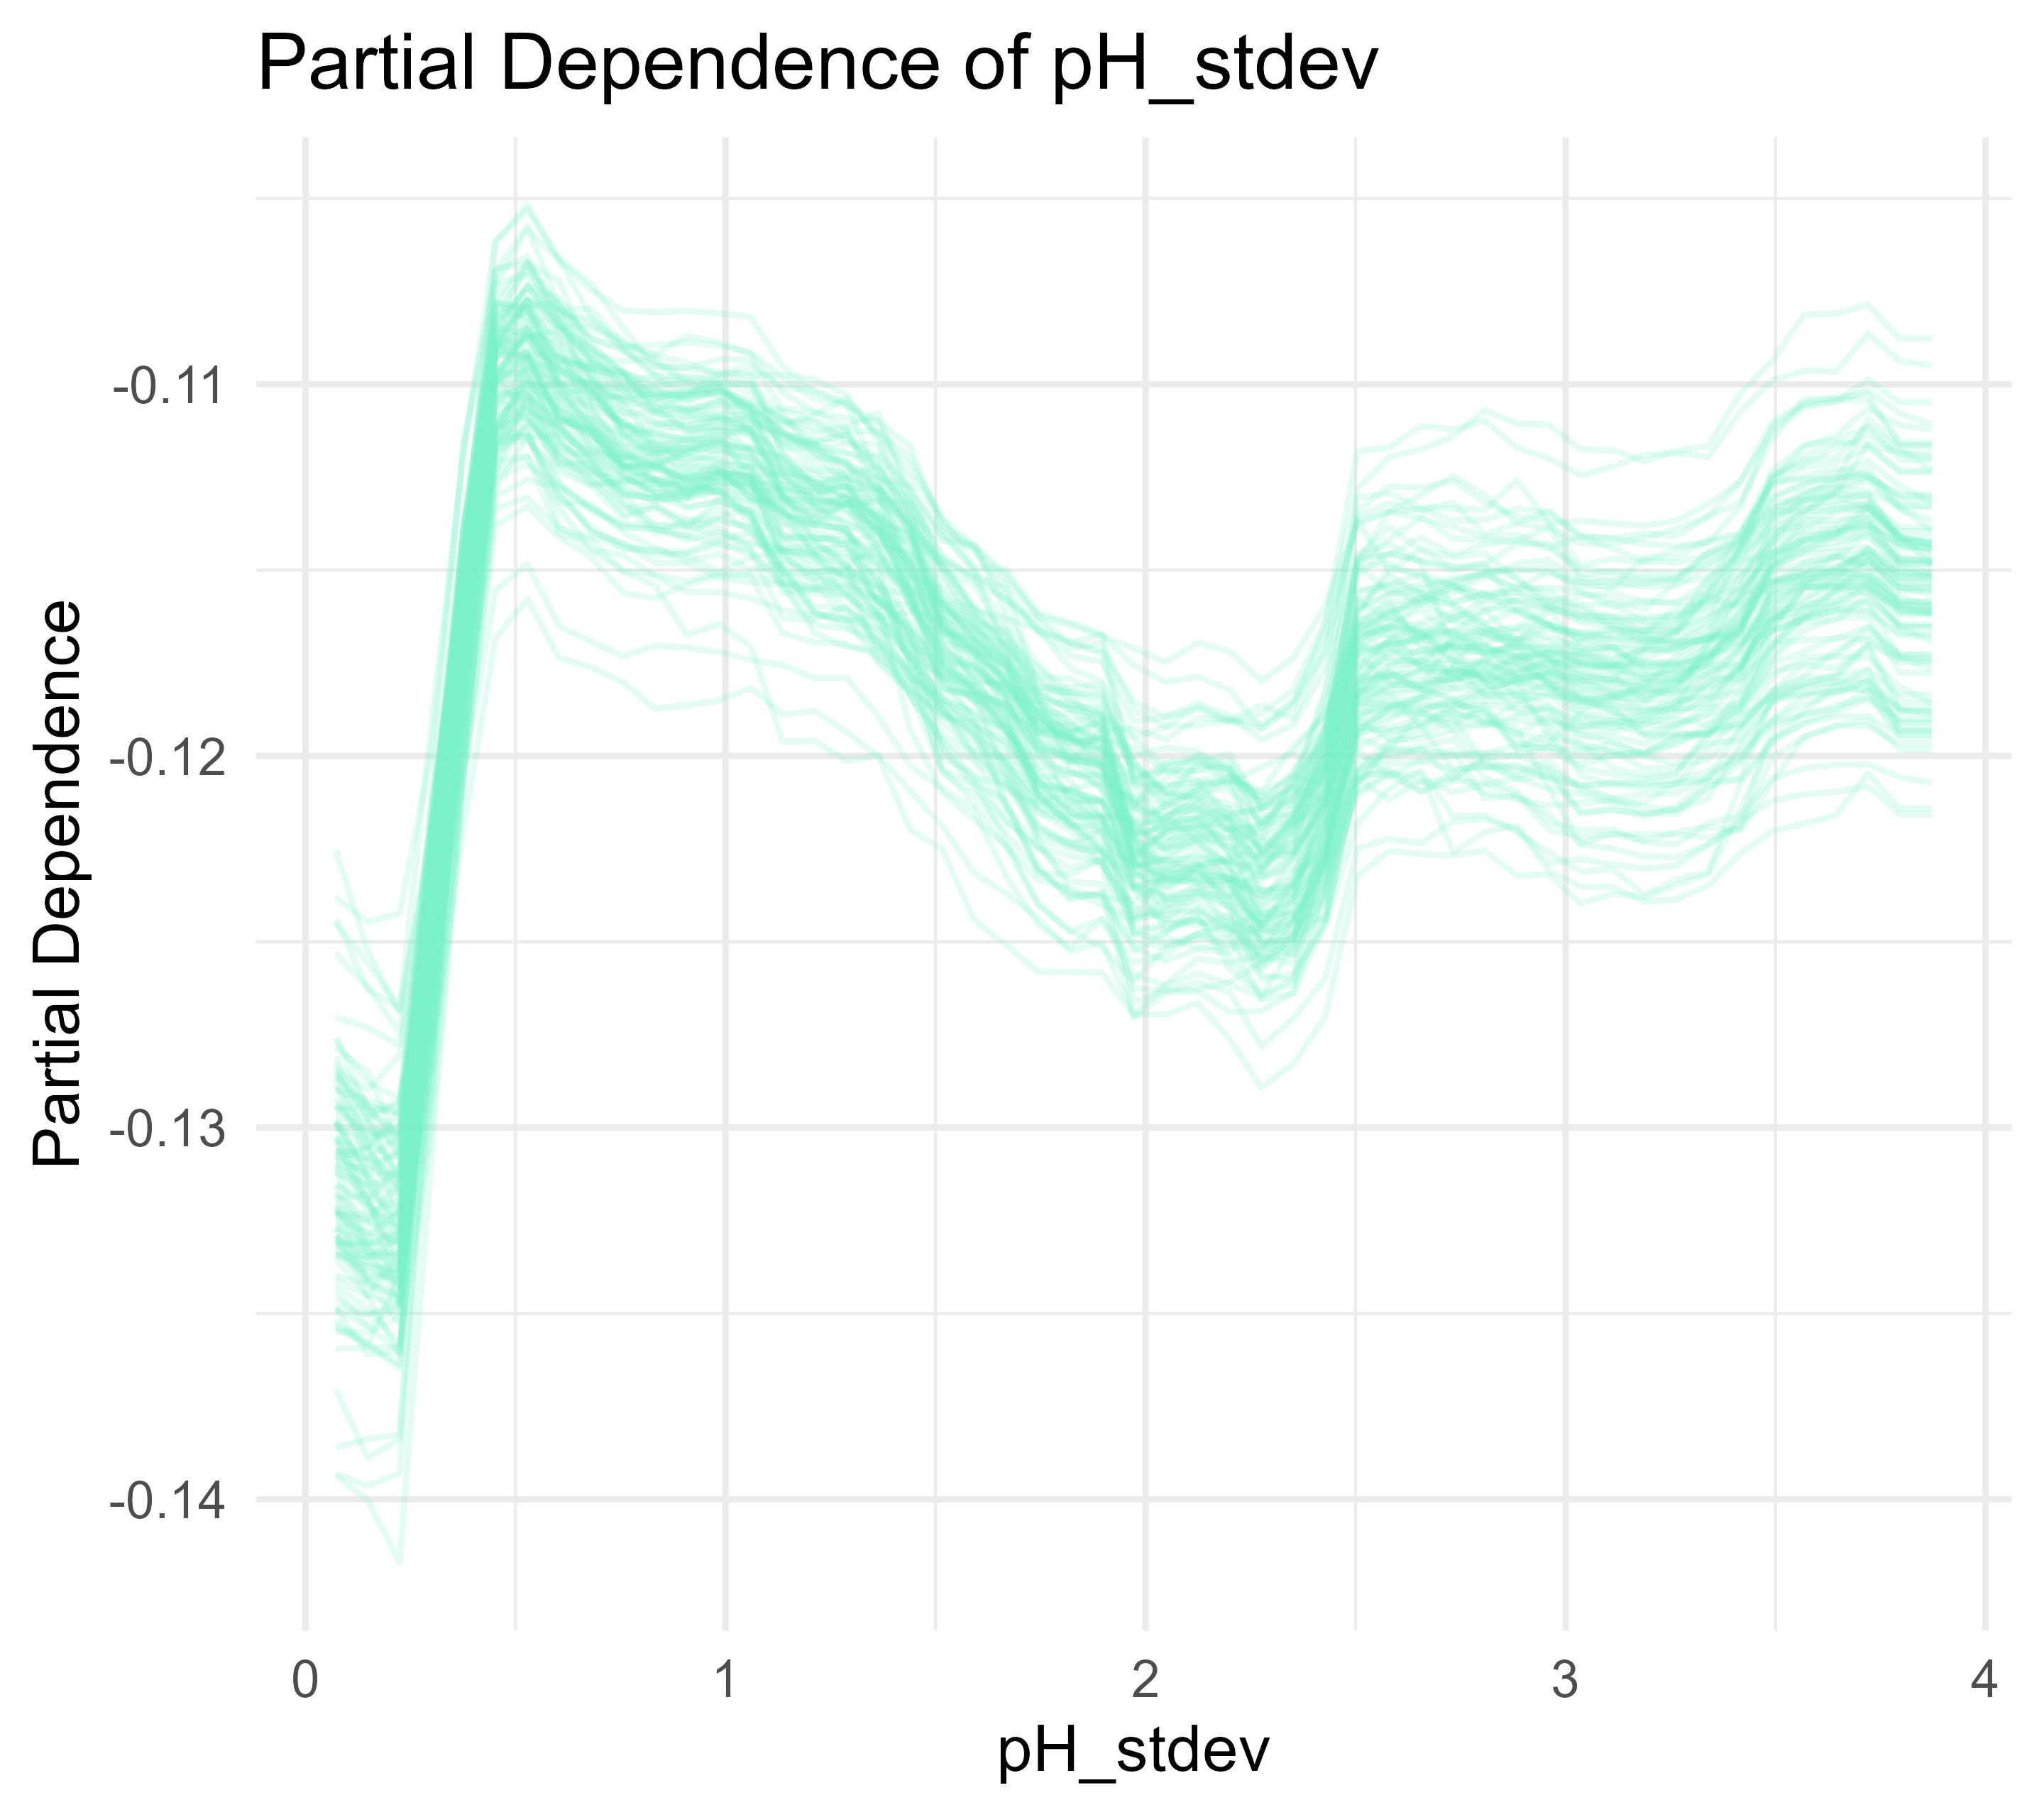 Partial Dependence of pH_stdev
Partial Dependence
-0.11
-0.12
-0.13
-0.14
0 1 2 3 4
pH_stdev